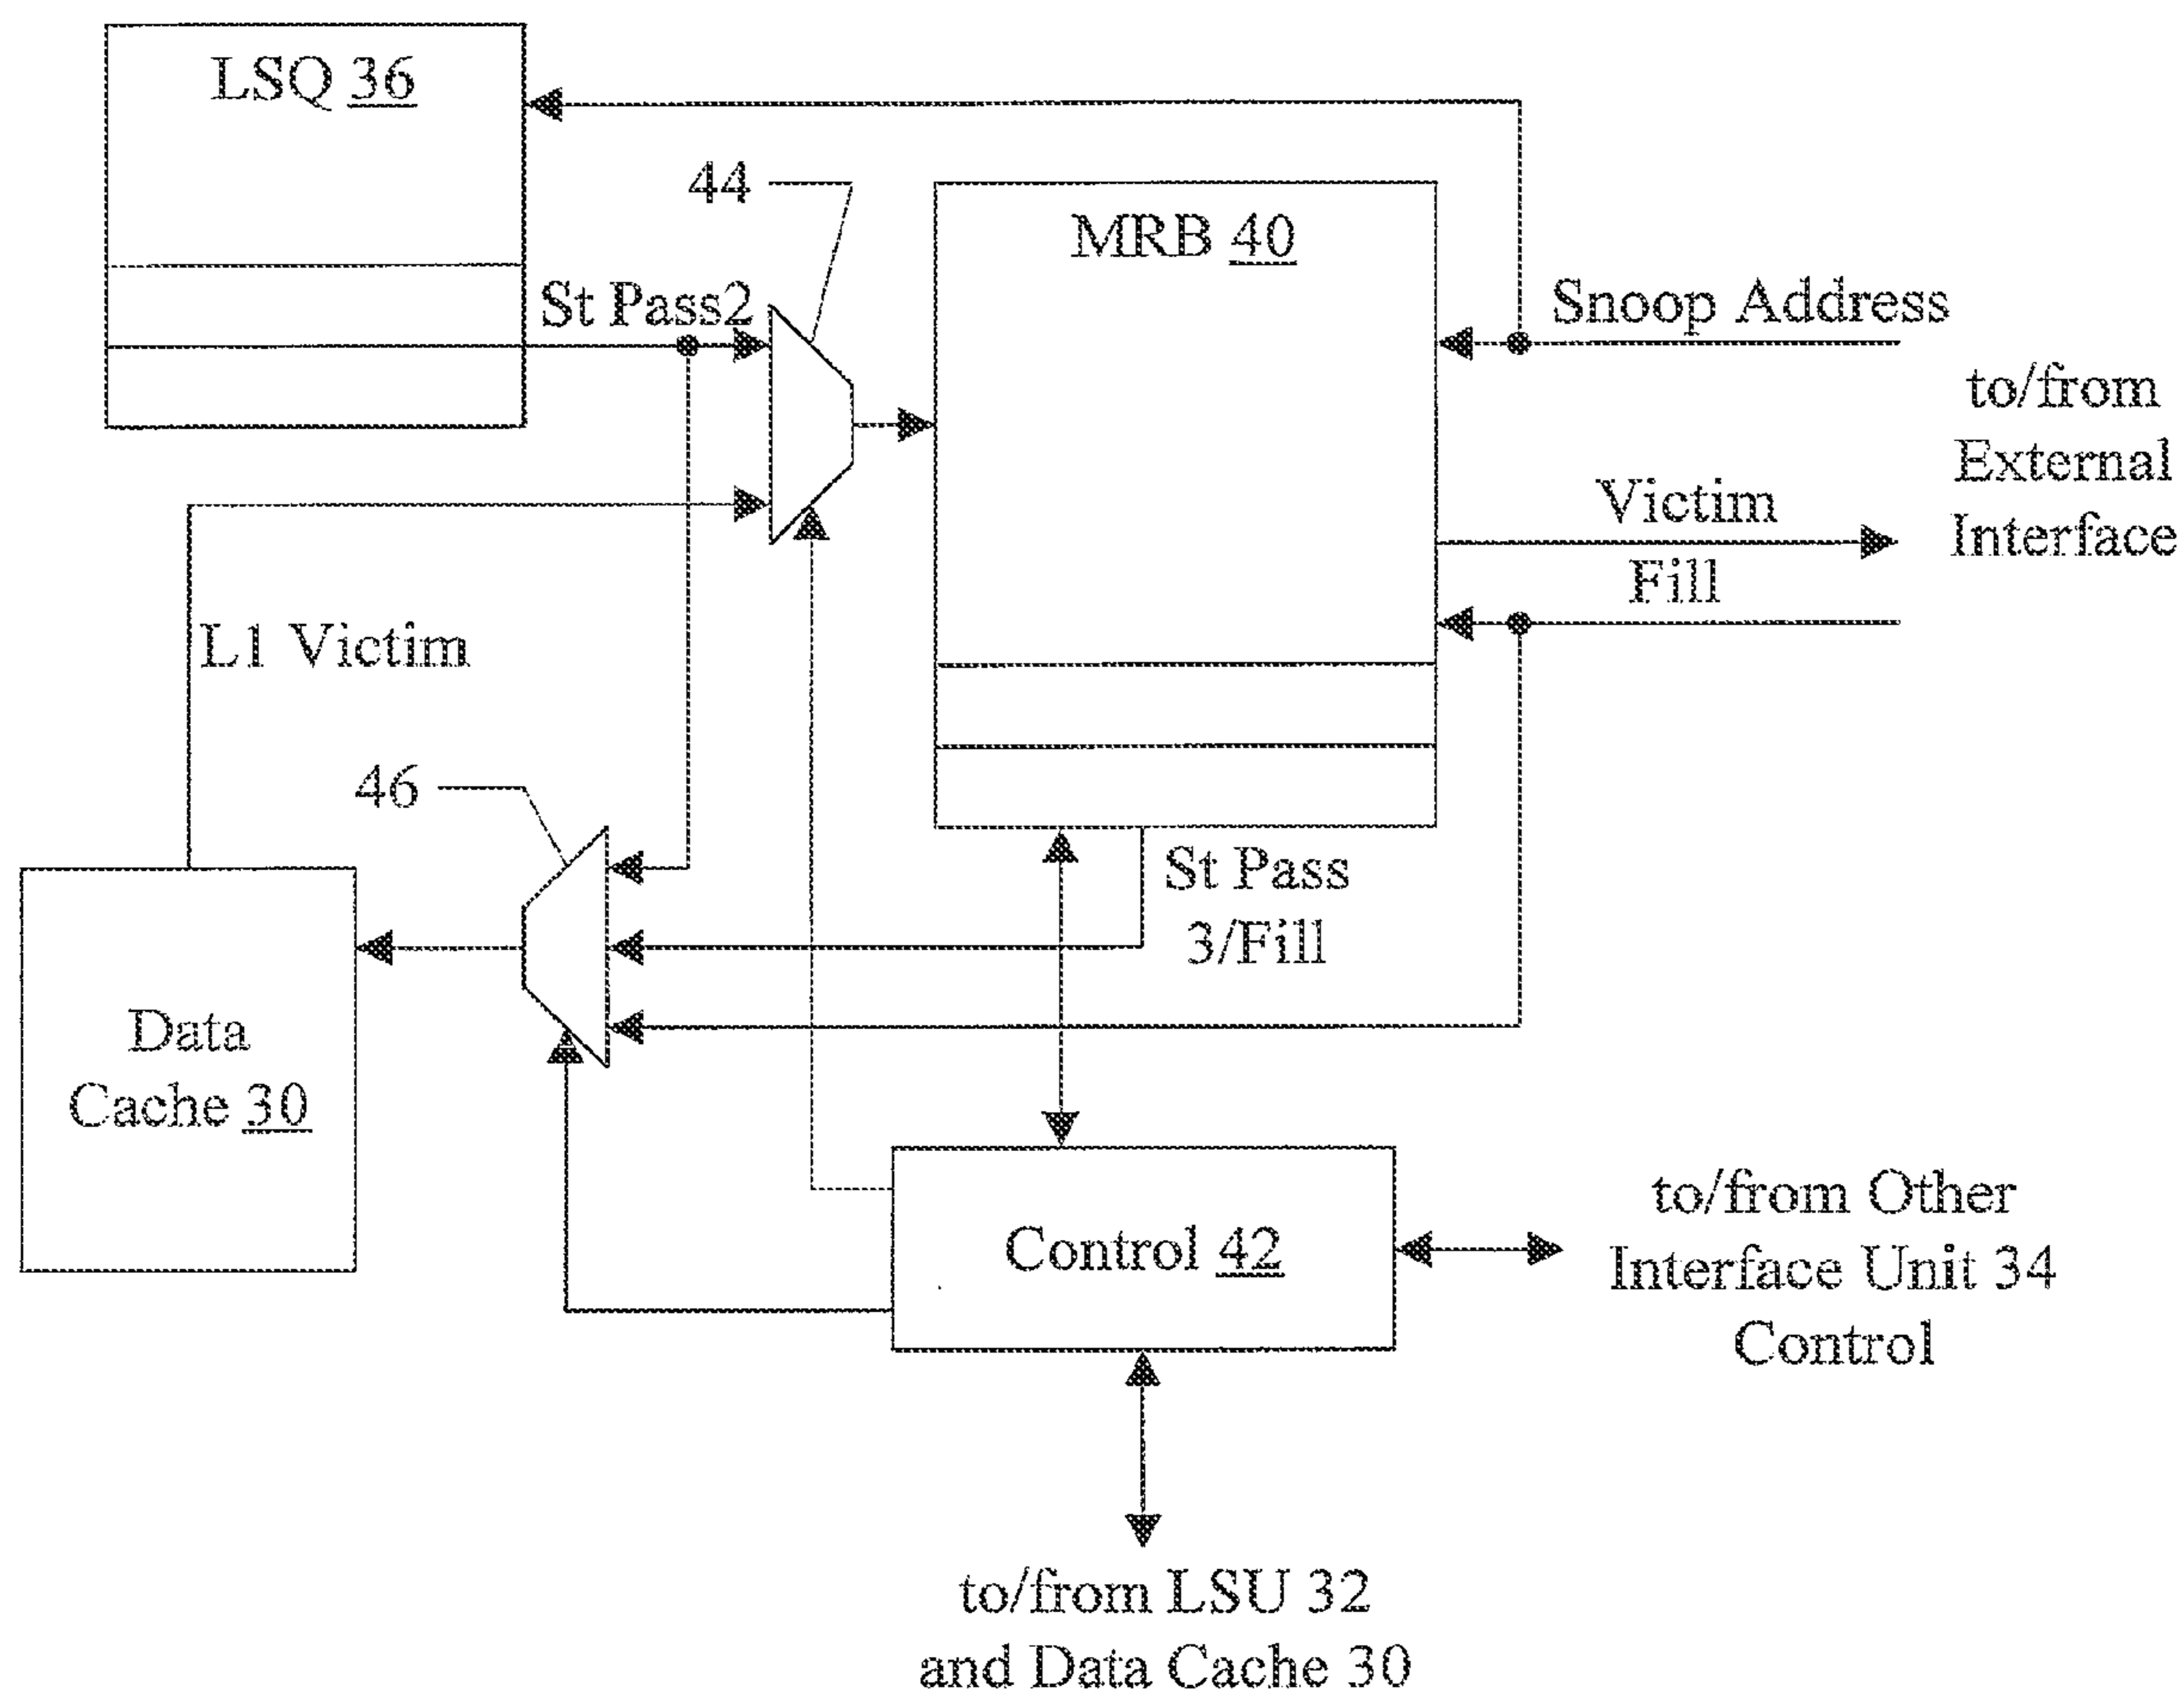 LSQ 36
44
MRB 40
St Pass2
Snoop Address
to/from
External
Interface
Victim
Fill
L1 Victim
46
St Pass
3/Fill
Data
Cache 30
Control 42
to/from Other
Interface Unit 34
Control
to/from LSU 32
and Data Cache 30